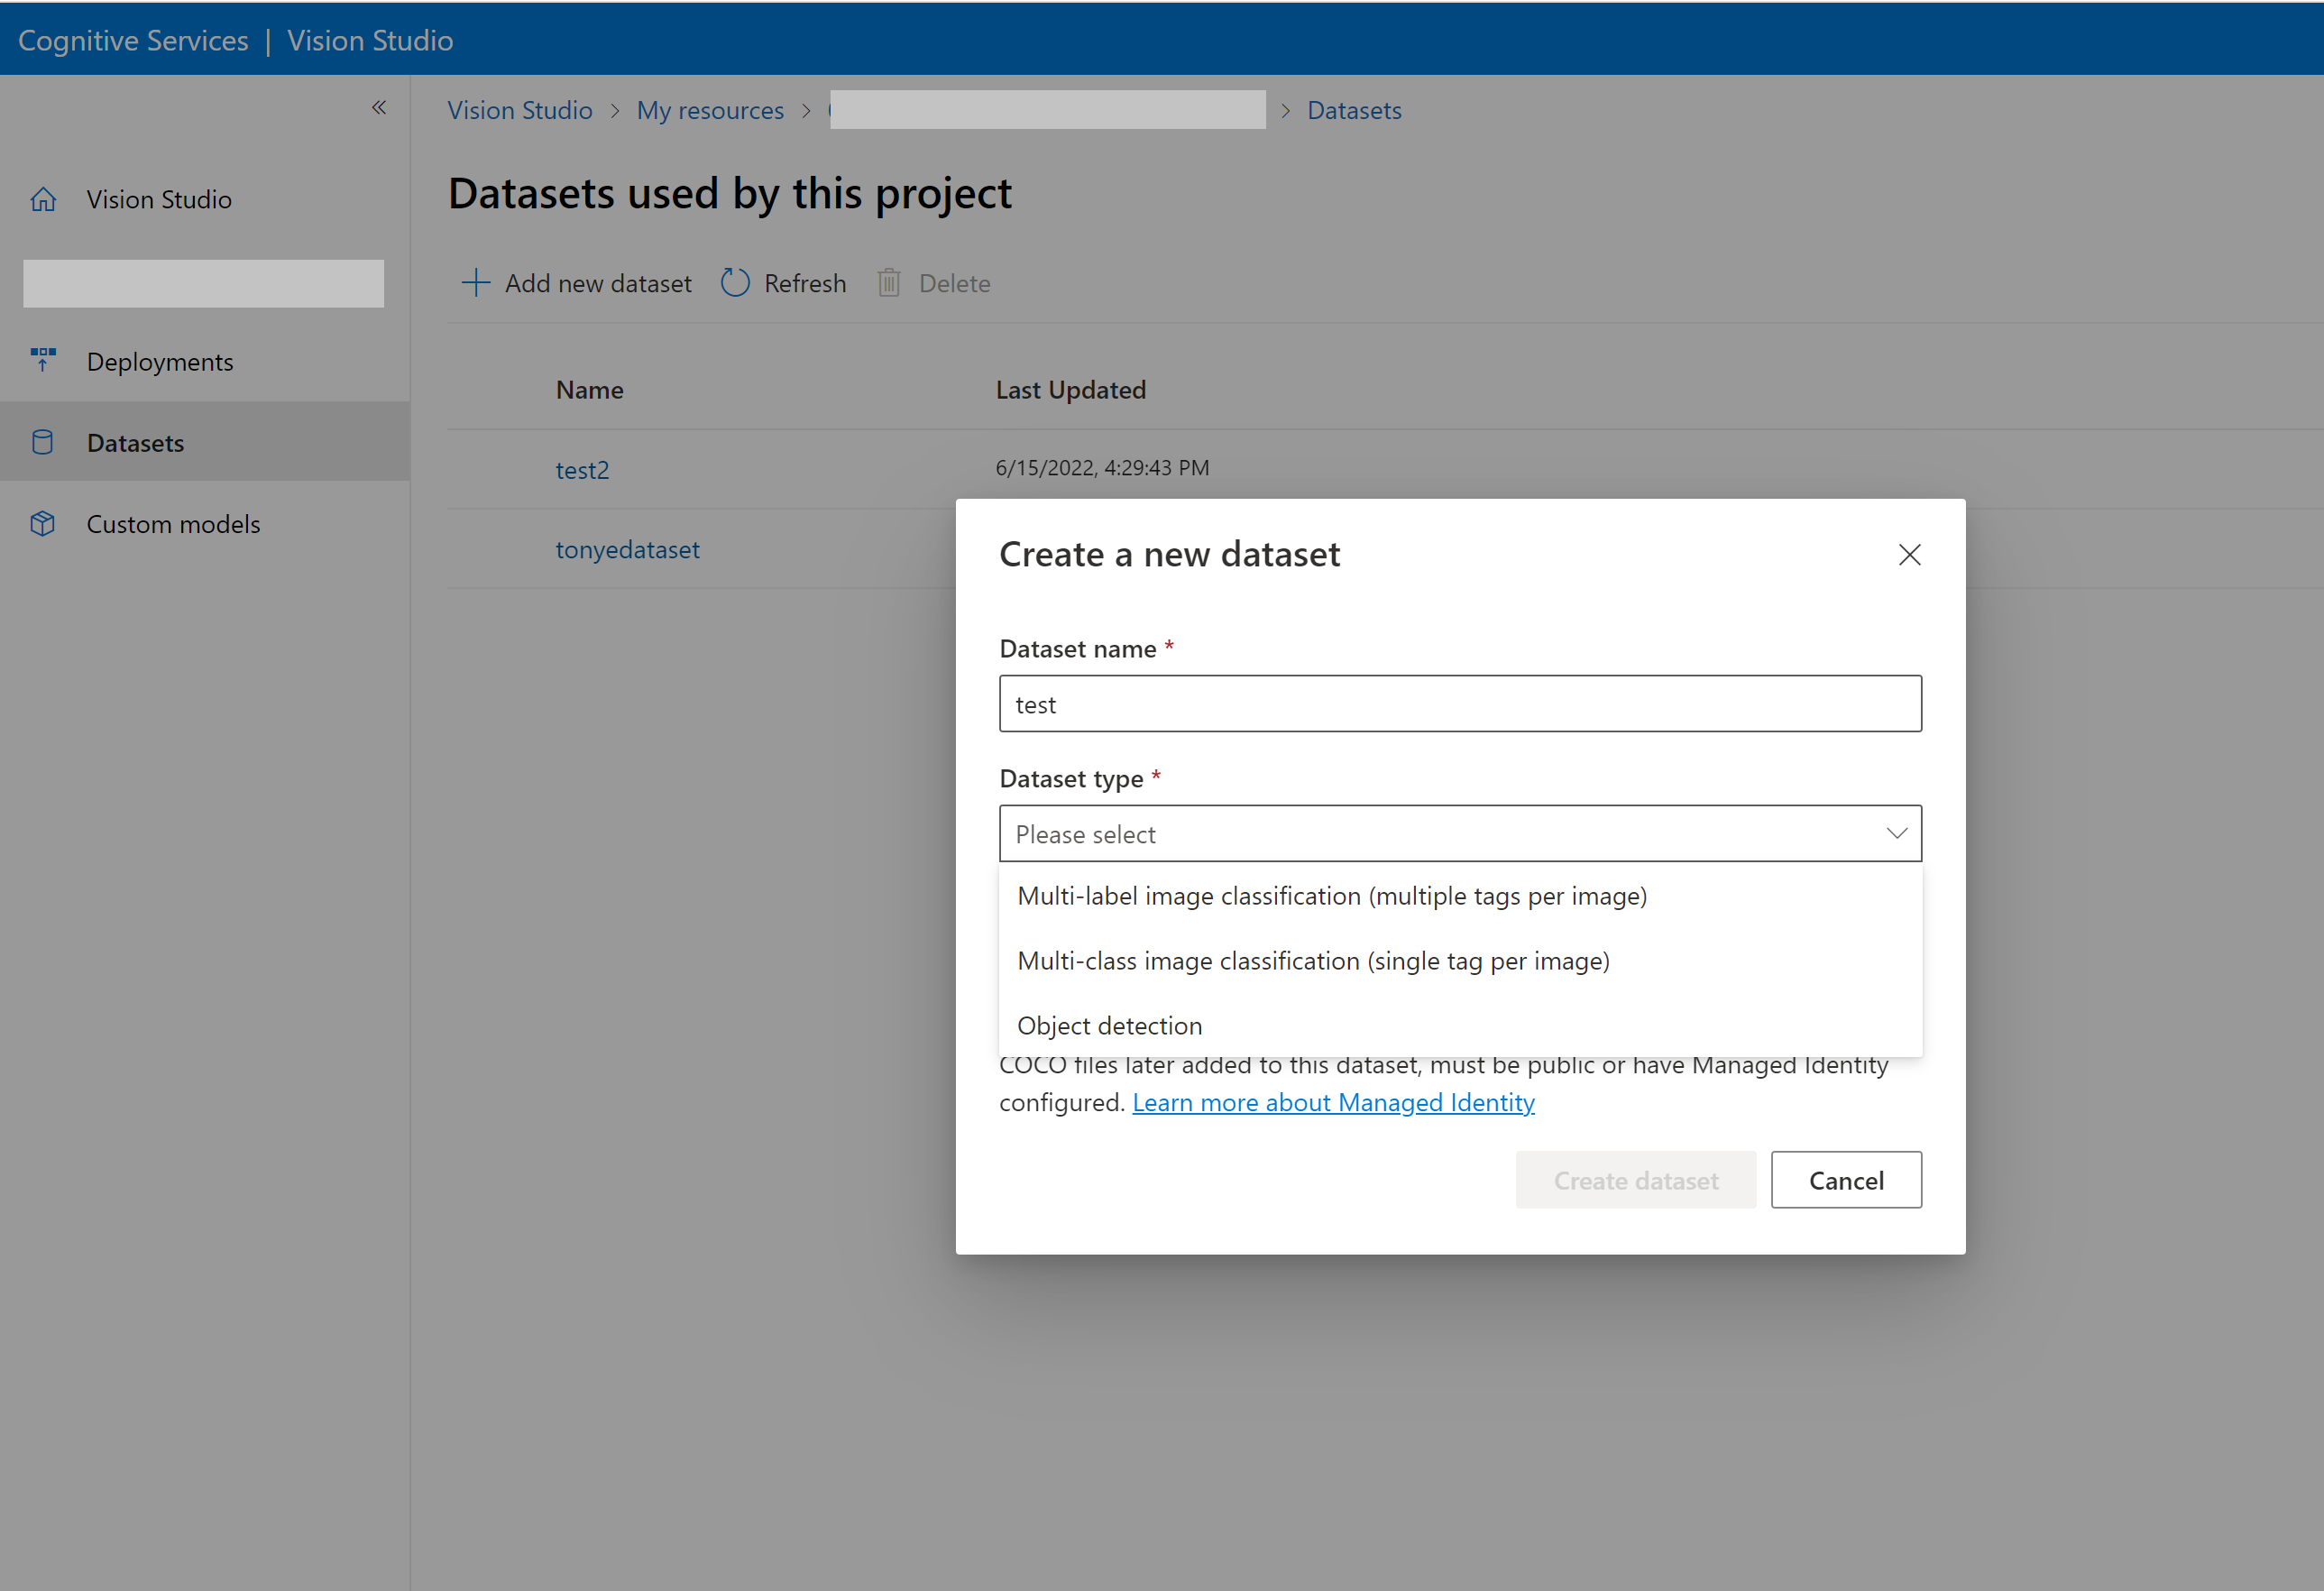 Cognitive Services | Vision Studio
Vision Studio > My resources > > Datasets
Vision Studio
Datasets used by this project
Add new dataset Refresh Delete
Deployments
Datasets
Custom models
Name Last Updated
test2 6/15/2022, 4:29:43 PM
tonyedataset
Create a new dataset
Dataset name *
test
Dataset type *
Please select
Multi-label image classification (multiple tags per image)
Multi-class image classification (single tag per image)
Object detection
COCO files later added to this dataset, must be public or have Managed Identity
configured. Learn more about Managed Identity
Create dataset Cancel